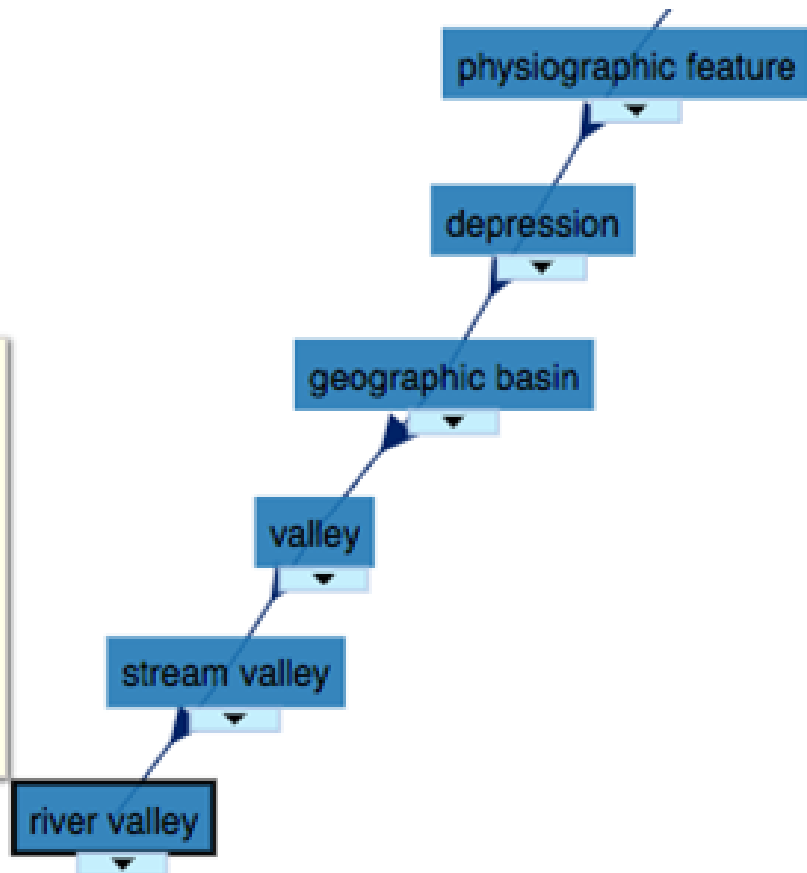 physiographic feature
depression
geographic basin
valley
stream valley
river valley